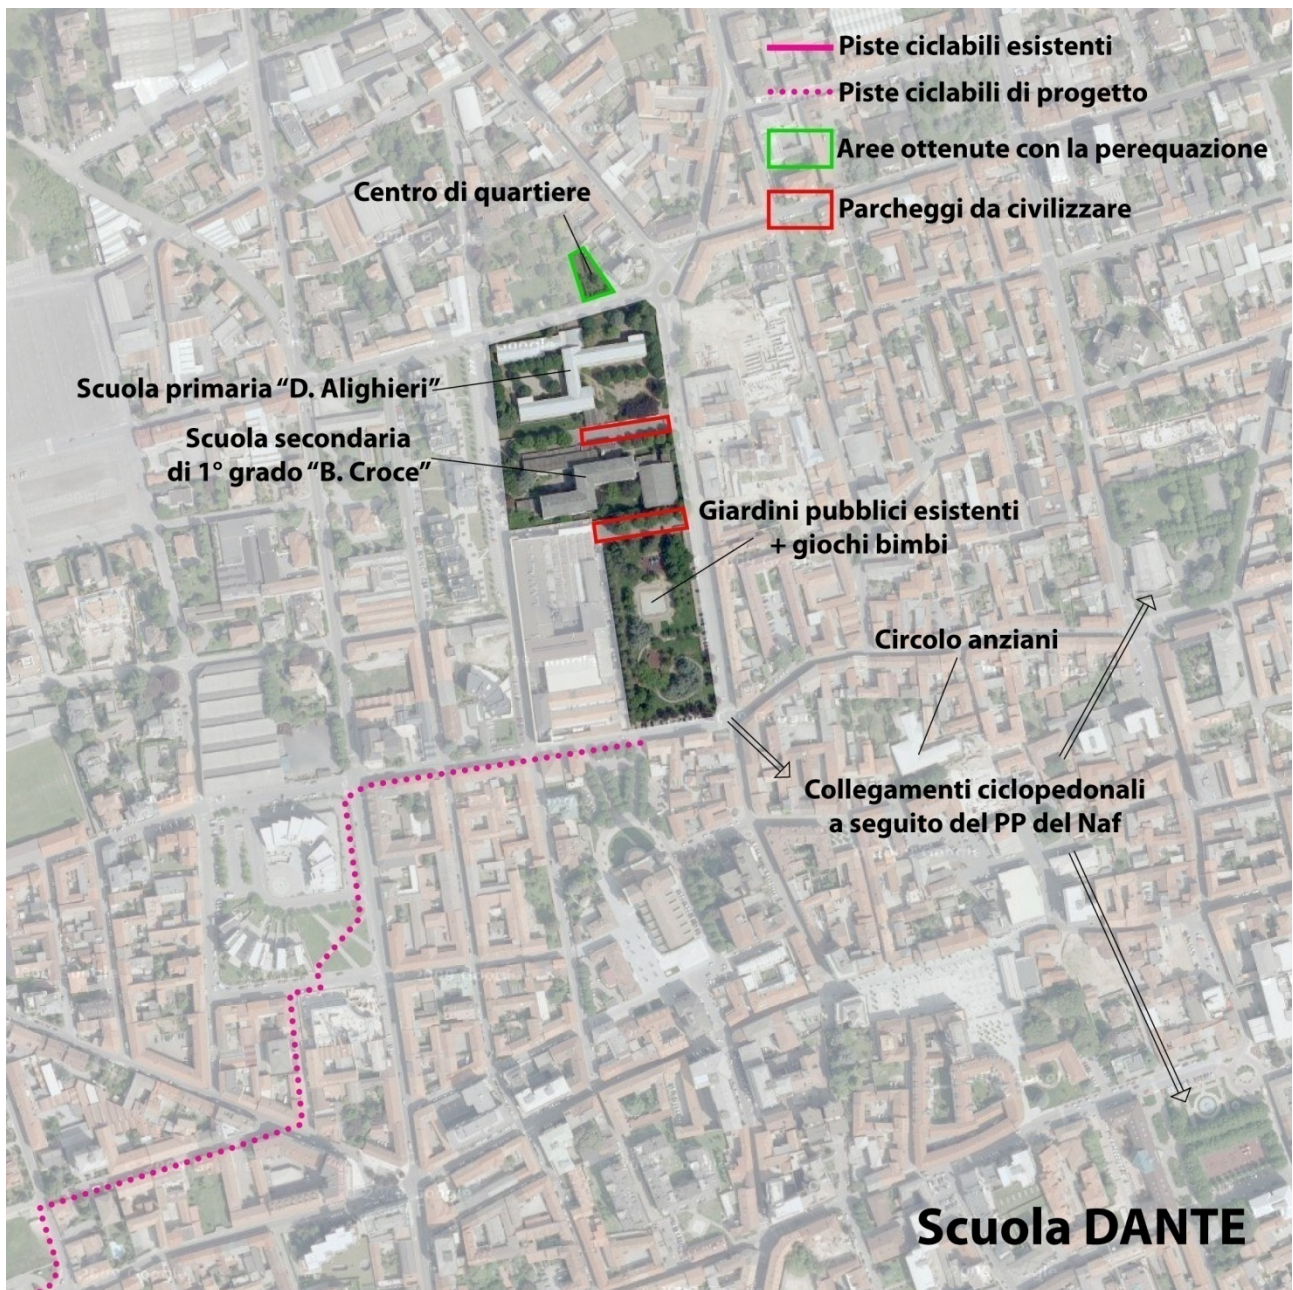 Piste ciclabili esistenti
Piste ciclabili di progetto
Aree ottenute con la perequazione
Parcheggi da civilizzare
Centro di quartiere
Scuola primaria “D. Alighieri”
Scuola secondaria
di 1° grado “B. Croce”
Giardini pubblici esistenti
+ giochi bimbi
Circolo anziani
Collegamenti ciclopedonali
a seguito del PP del Naf
Scuola DANTE